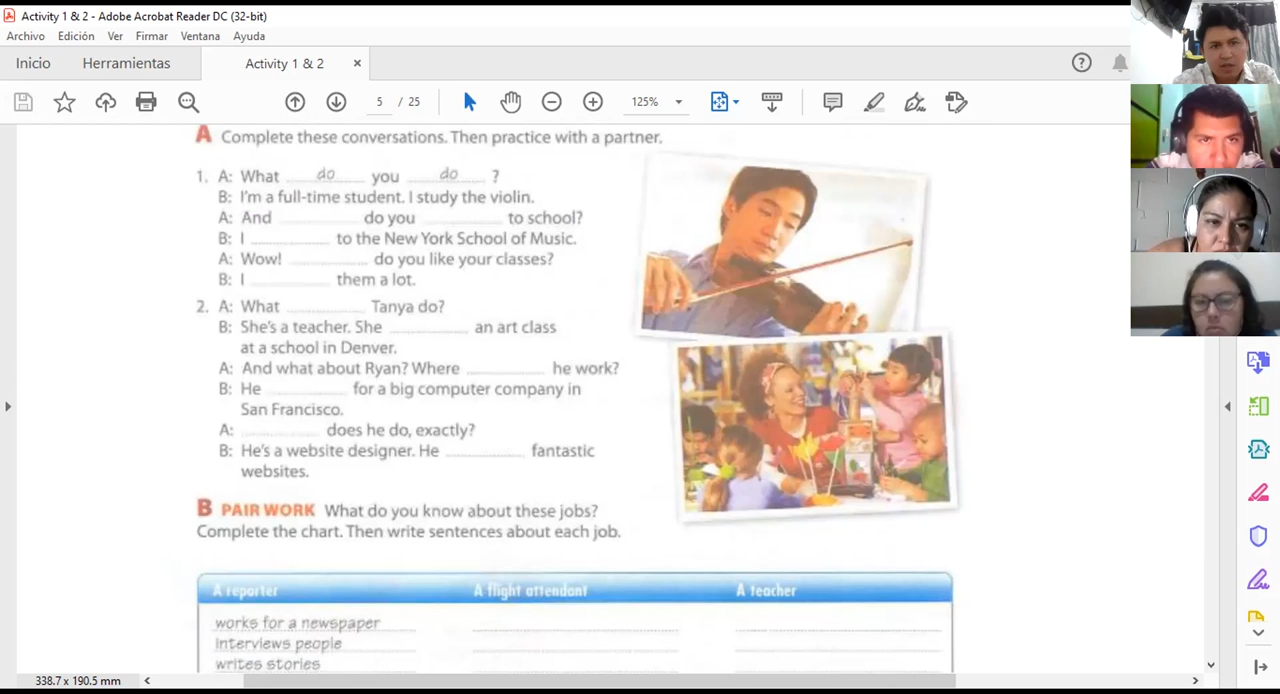 Activity 1 & 2 - Adobe Acrobat Reader DC (32-bit)
Archivo Edición Ver Firmar Ventana Ayuda
Inicio Herramientas Activity 1 & 2 ×
5 / 25 125%
A Complete these conversations. Then practice with a partner.
1. A: What do you do ?
B: I'm a full-time student. I study the violin.
A: And do you to school?
B: I to the New York School of Music.
A: Wow! do you like your classes?
B: I them a lot.
2. A: What Tanya do?
B: She's a teacher. She an art class
at a school in Denver.
A: And what about Ryan? Where he work?
B: He for a big computer company in
San Francisco.
A: does he do, exactly?
B: He's a website designer. He fantastic
websites.
B PAIR WORK What do you know about these jobs?
Complete the chart. Then write sentences about each job.
A reporter A flight attendant A teacher
works for a newspaper
interviews people
writes stories
338.7 x 190.5 mm